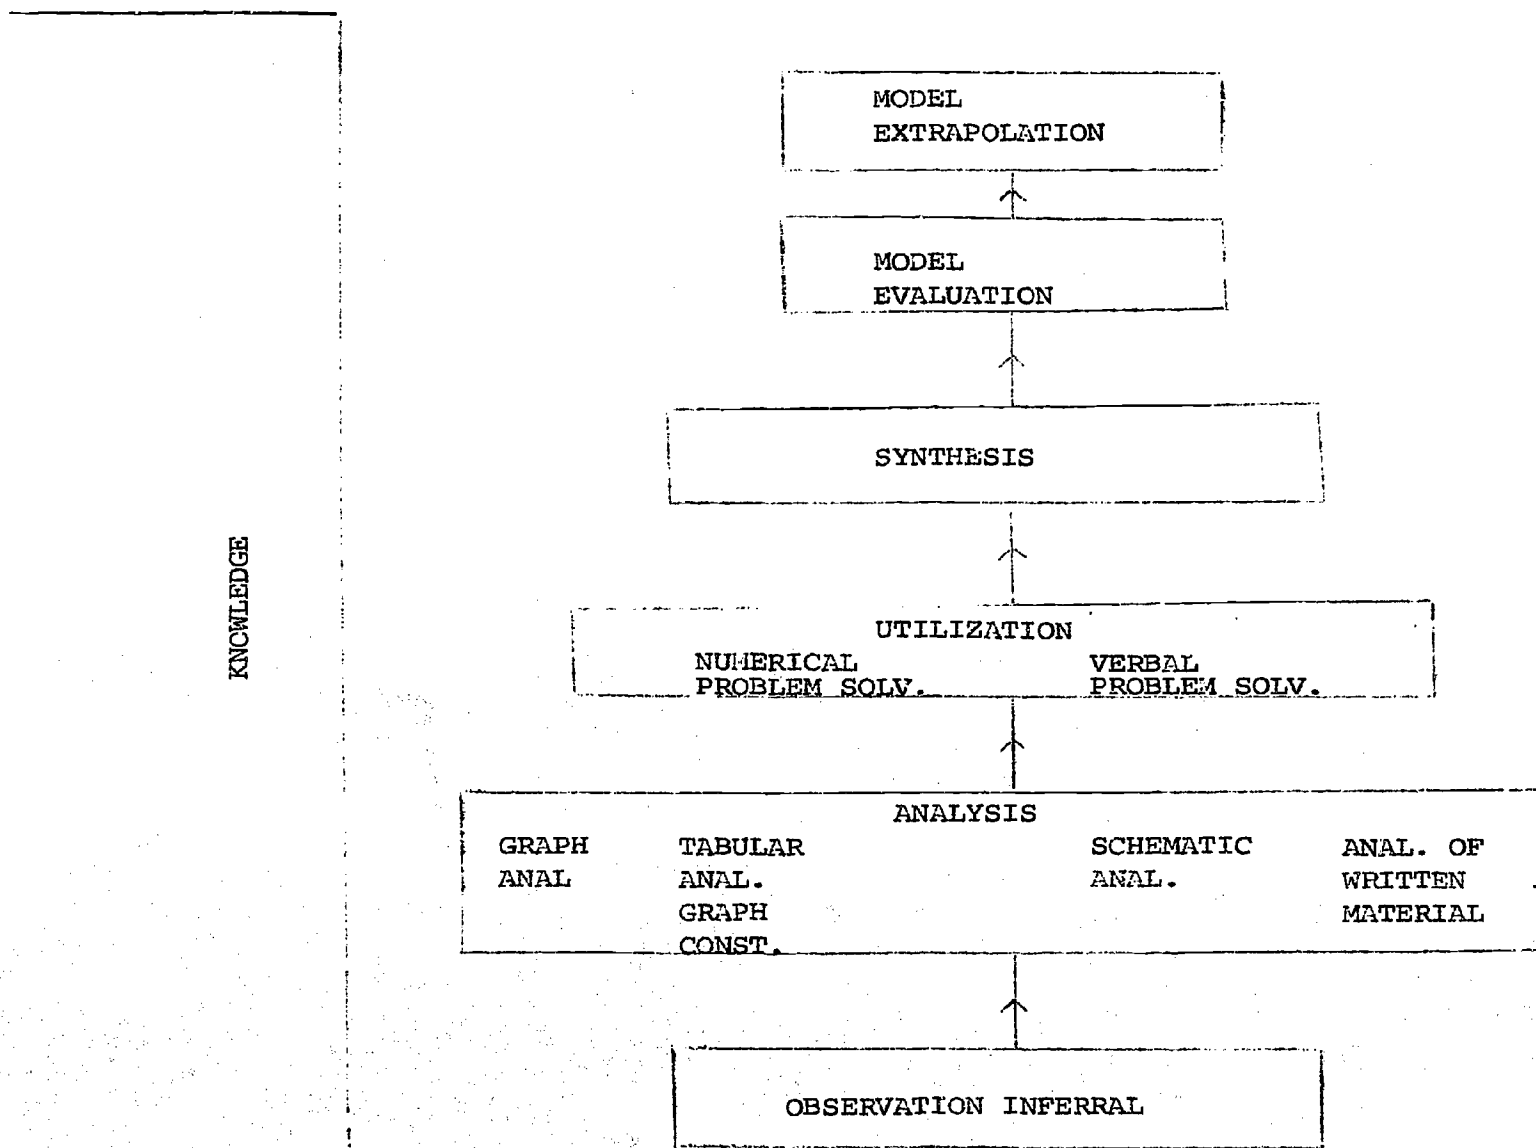 MODEL
EXTRAPOLATION
MODEL
EVALUATION
SYNTHESIS
KNOWLEDGE
UTILIZATION
NUMERICAL VERBAL
PROBLEM SOLV. PROBLEM SOLV.
ANALYSIS
GRAPH TABULAR SCHEMATIC ANAL. OF
ANAL ANAL. ANAL. WRITTEN
GRAPH MATERIAL
CONST.
OBSERVATION INFERRAL